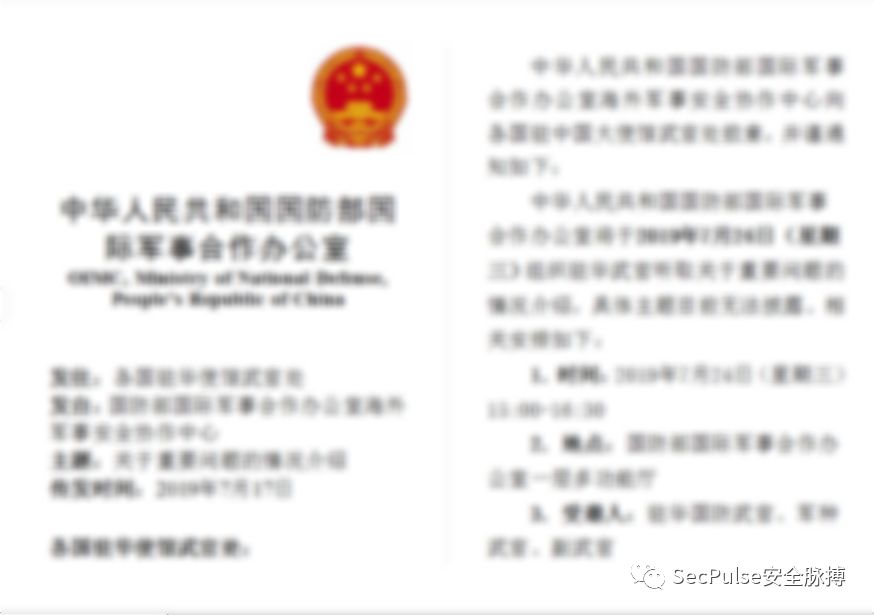 中华人民共和国国防部国
际军事合作办公室
OIMC, Ministry of National Defense,
People's Republic of China
发往：各国驻华使馆武官处
发自：国防部国际军事合作办公室海外
军事安全协作中心
主题：关于重要问题的情况介绍
传发时间：2019年7月17日
各国驻华使馆武官处：
中华人民共和国国防部国际军事
合作办公室海外军事安全协作中心向
各国驻中国大使馆武官处致意，并谨通
知如下：
中华人民共和国国防部国际军事
合作办公室将于2019年7月24日（星期
三）组织驻华武官听取关于重要问题的
情况介绍，具体主题目前无法披露，相
关安排如下：
1．时间：2019年7月24日（星期三）
15:00-16:30
2．地点：国防部国际军事合作办
公室一层多功能厅
3．受邀人：驻华国防武官、军种
武官、副武官
SecPulse安全脉搏